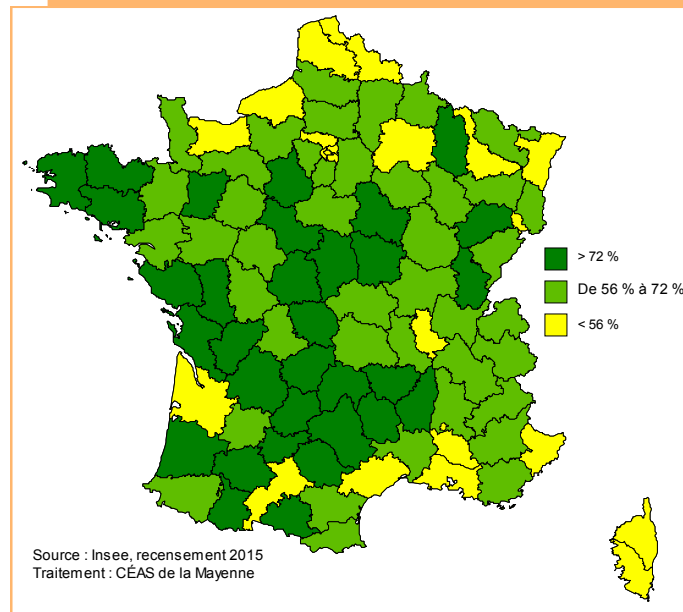 > 72 %
De 56 % à 72 %
< 56 %
Source : Insee, recensement 2015
Traitement : CÉAS de la Mayenne